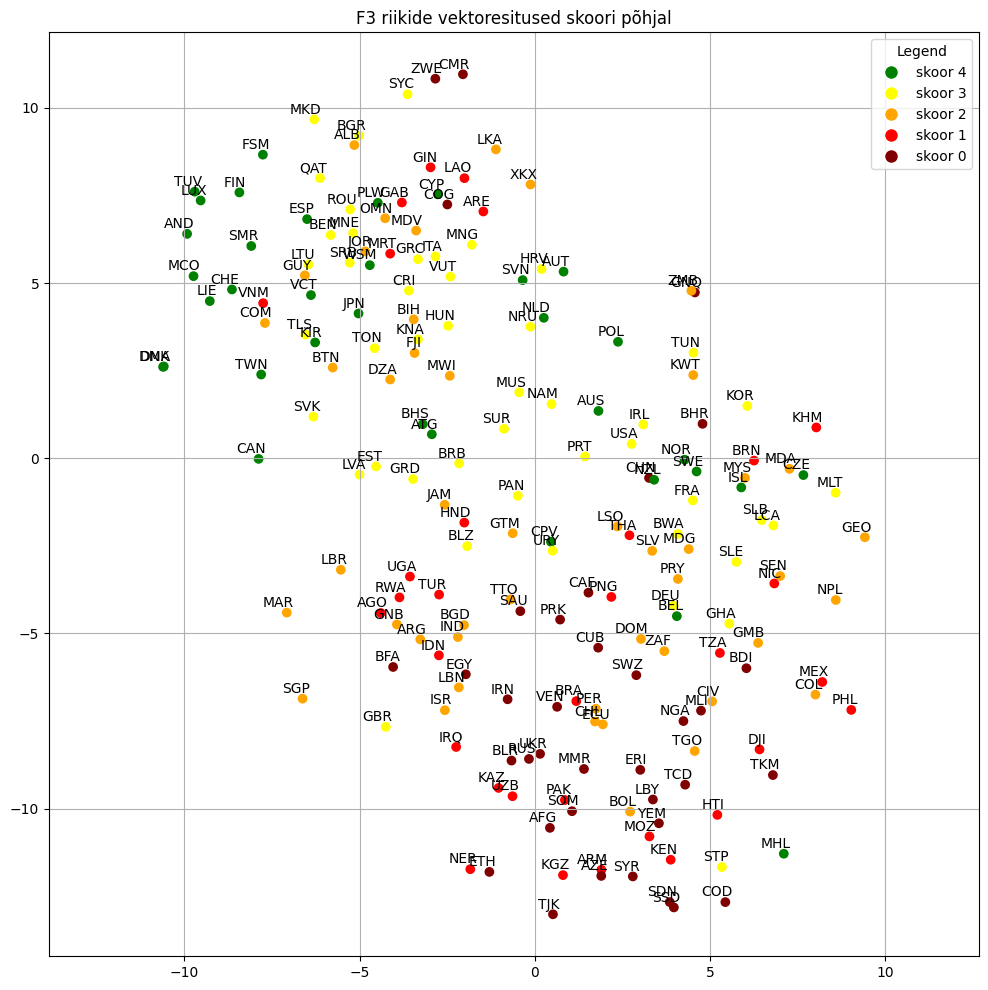 F3 riikide vektoresitused skoori põhjal
Legend
skoor 4
skoor 3
skoor 2
skoor 1
skoor 0
ZWE
CMR
SYC
MKD
BGR
ALB
LKA
FSM
GIN
LAO
QAT
XKX
TUV
LUX
FIN
CYP
COG
PLW
GAB
ROU
OMN
ARE
ESP
BEN
MNE
MDV
AND
SMR
JOR
MRT
GRC
ITA
MNG
SRB
WSM
LTU
GUY
VUT
HRV
AUT
SVN
MCO
CHE
LIE
VNM
VCT
CRI
ZMB
GNQ
COM
JPN
BIH
NLD
NRU
HUN
TLS
KIR
KNA
FJI
TON
POL
TUN
DNK
TWN
BTN
DZA
MWI
KWT
MUS
NAM
AUS
KOR
SVK
BHS
ATG
SUR
IRL
BHR
KHM
USA
CAN
LVA
EST
GRD
BRB
PRT
NOR
BRN
CHN
NZL
SWE
MYS
ISL
MDA
CZE
MLT
PAN
FRA
JAM
HND
SLB
LCA
GTM
LSO
THA
BWA
GEO
BLZ
CPV
URY
SLV
MDG
SLE
LBR
UGA
PRY
SEN
NIC
RWA
TUR
TTO
SAU
CAF
PNG
NPL
MAR
AGO
GNB
BGD
PRK
DEU
BEL
GHA
ARG
IND
DOM
GMB
BFA
IDN
CUB
ZAF
TZA
BDI
EGY
SWZ
LBN
MEX
COL
SGP
ISR
IRN
VEN
BRA
PER
CHL
ECU
CIV
MLI
NGA
PHL
GBR
IRQ
UKR
RUS
BLR
TGO
DJI
MMR
ERI
TKM
KAZ
UZB
PAK
SOM
LBY
TCD
BOL
YEM
HTI
AFG
MOZ
NER
ETH
KGZ
ARM
AZE
SYR
KEN
STP
MHL
TJK
SDN
SSD
COD
10
5
0
−5
−10
−10
−5
0
5
10